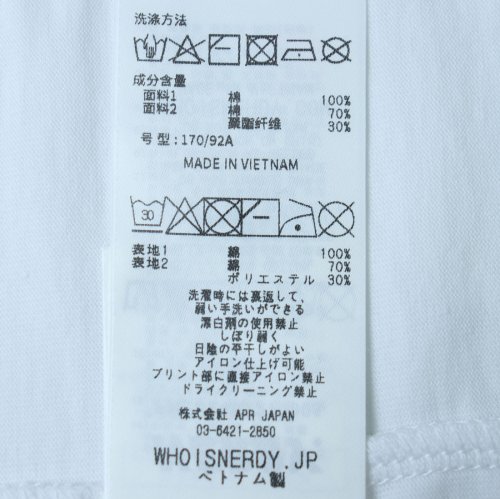 洗涤方法
成分含量
面料1 棉 100%
面料2 棉 70%
聚酯纤维 30%
号型:170/92A
MADE IN VIETNAM
30
表地1 綿 100%
表地2 綿 70%
ポリエステル 30%
洗濯時には裏返して、
弱い手洗いができる
漂白剤の使用禁止
しぼり弱く
日陰の平干しがよい
アイロン仕上げ可能
プリント部に直接アイロン禁止
ドライクリーニング禁止
株式会社 APR JAPAN
03-6421-2850
WHOISNERDY.JP
ベトナム製